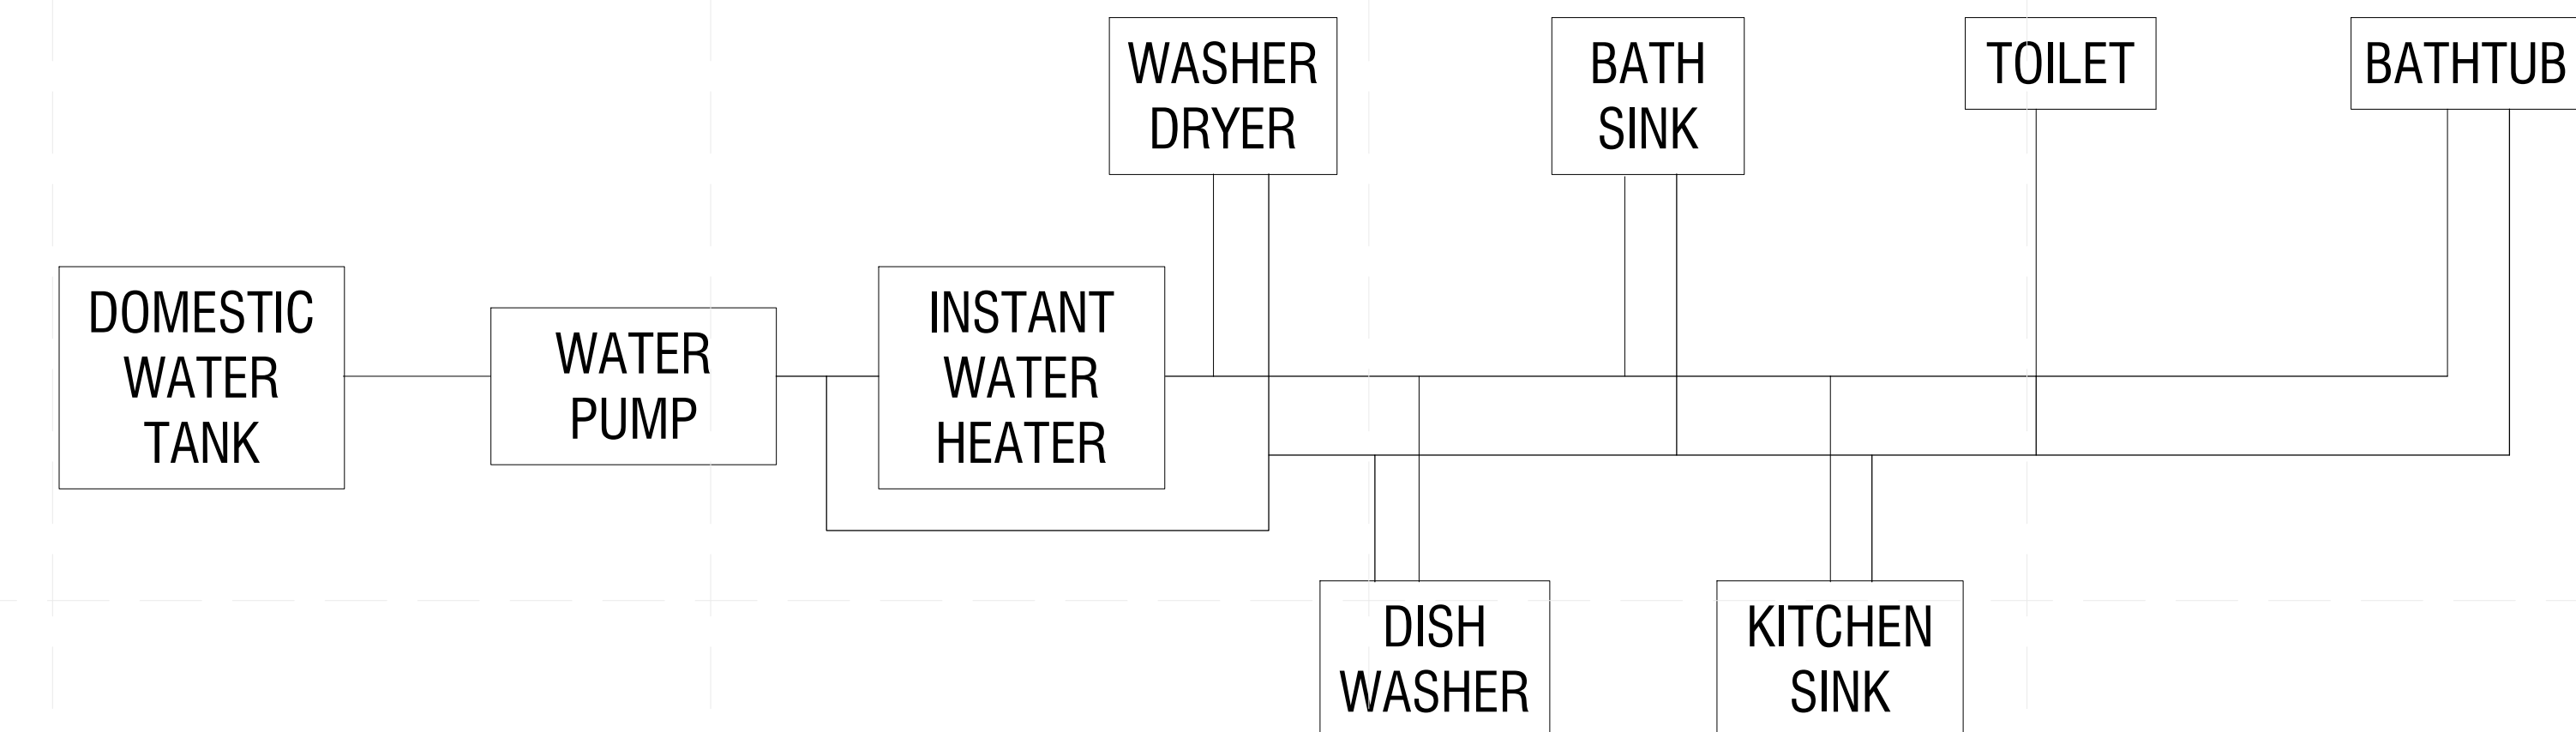 WASHER
DRYER
BATH
SINK
TOILET
BATHTUB
DOMESTIC
WATER
TANK
WATER
PUMP
INSTANT
WATER
HEATER
DISH
WASHER
KITCHEN
SINK